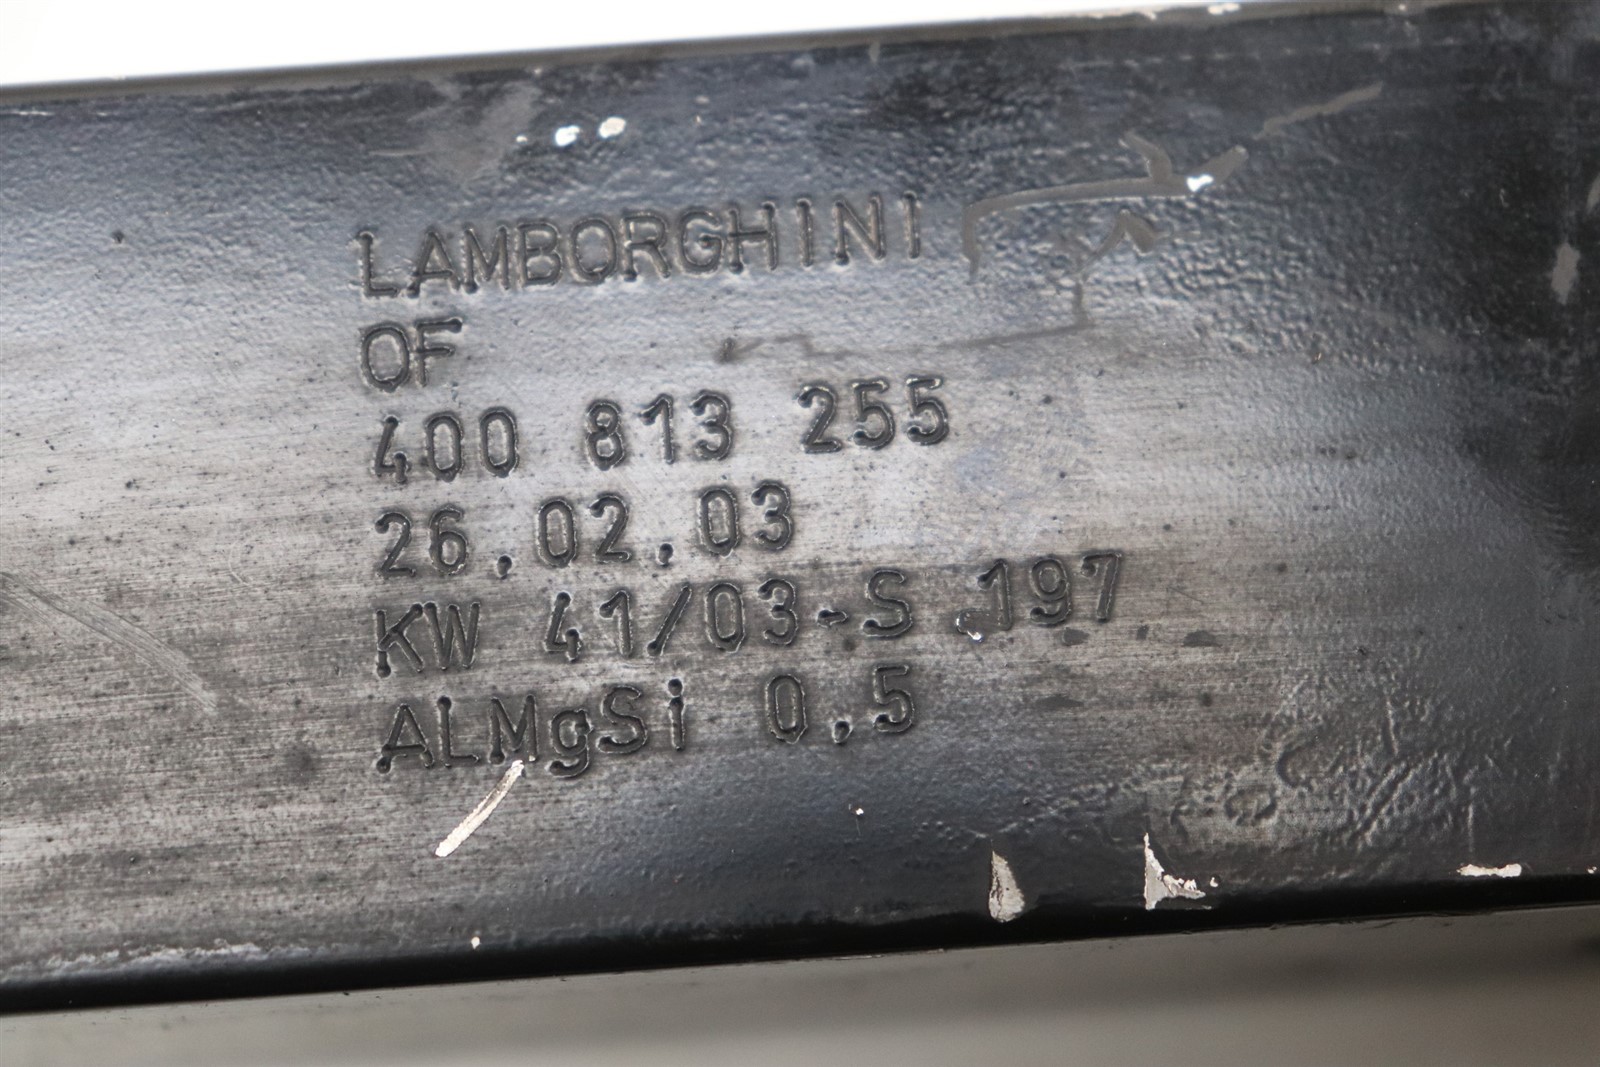 LAMBORGHINI
OF
400 813 255
26.02.03
KW 41/03-S 197
ALMgSi 0.5